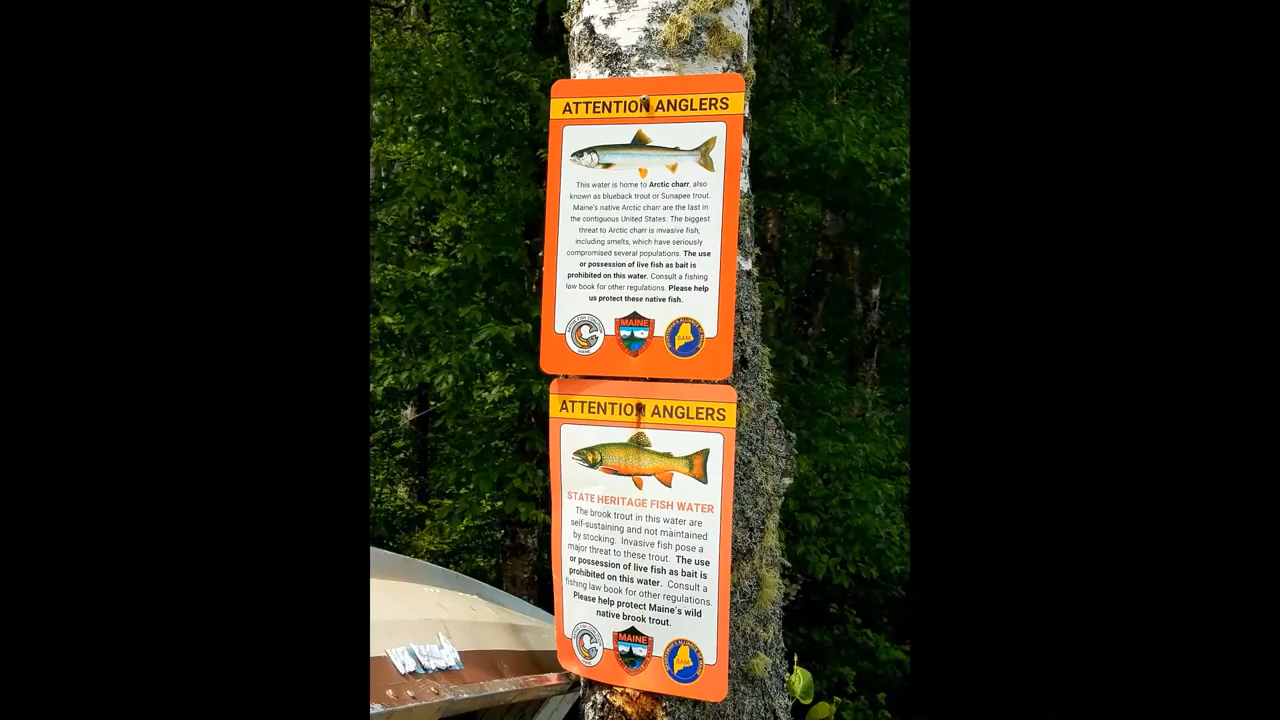 ATTENTION ANGLERS
This water is home to Arctic charr, also
known as blueback trout or Sunapee trout.
Maine's native Arctic charr are the last in
the contiguous United States. The biggest
threat to Arctic charr is invasive fish,
including smelts, which have seriously
compromised several populations. The use
or possession of live fish as bait is
prohibited on this water. Consult a fishing
law book for other regulations. Please help
us protect these native fish.
MAINE
MAINE
SAM
ATTENTION ANGLERS
STATE HERITAGE FISH WATER
The brook trout in this water are
self-sustaining and not maintained
by stocking. Invasive fish pose a
major threat to these trout. The use
or possession of live fish as bait is
prohibited on this water. Consult a
fishing law book for other regulations.
Please help protect Maine's wild
native brook trout.
MAINE
MAINE
SAM